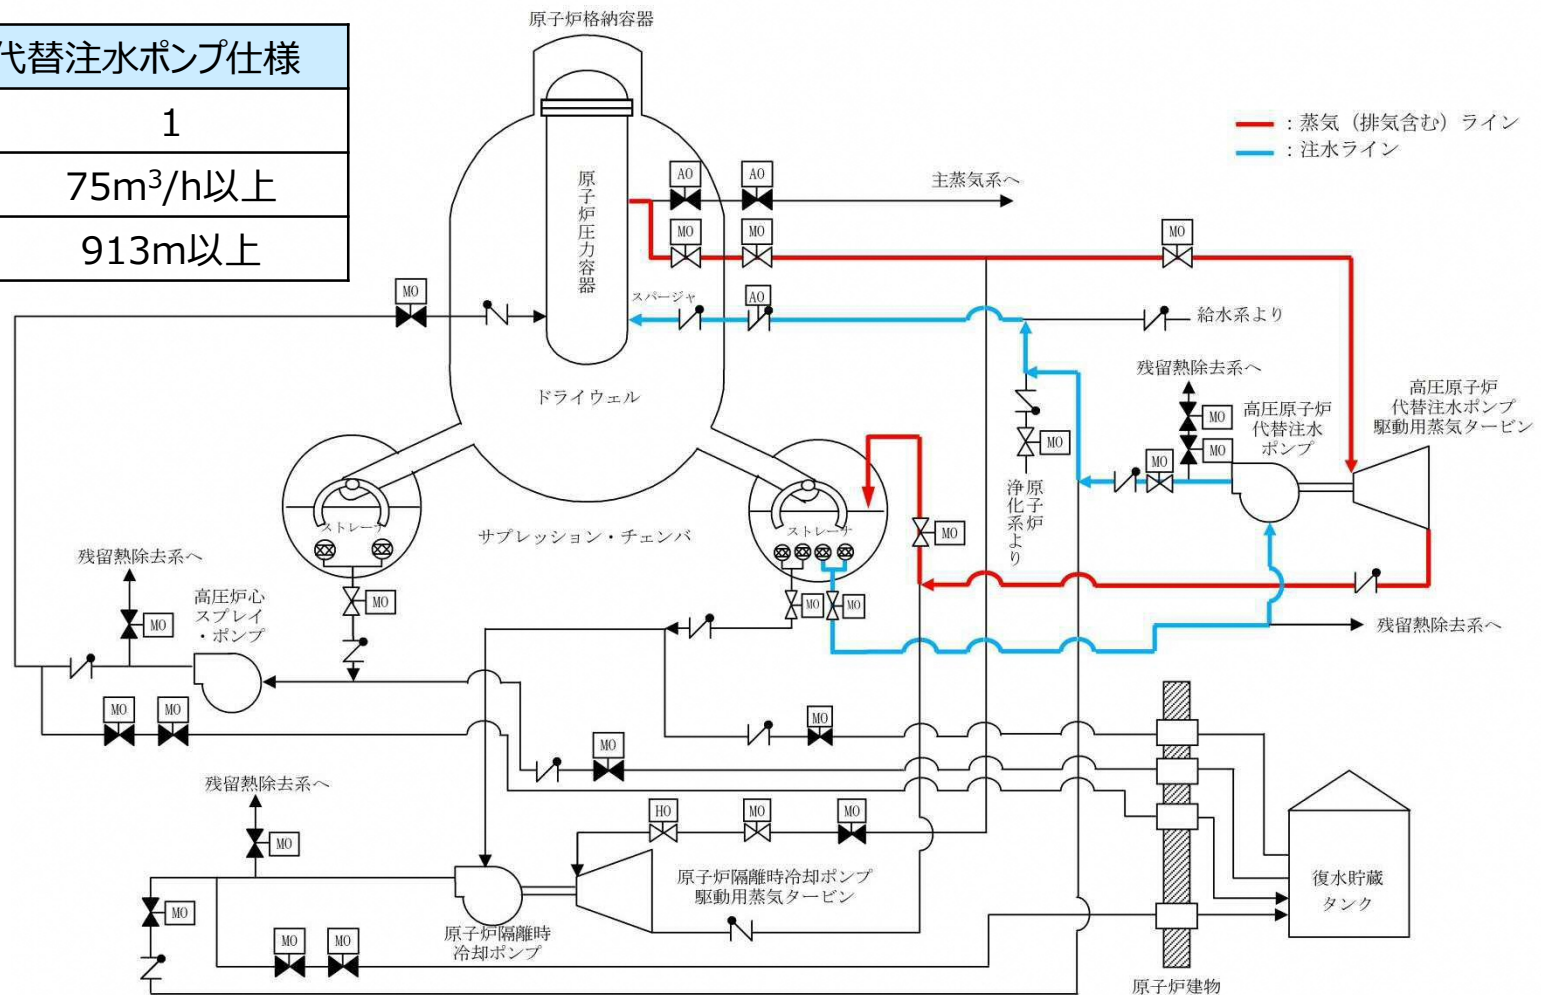 代替注水ポンプ仕様
1
75m³/h以上
913m以上
原子炉格納容器
：蒸気（排気含む）ライン
：注水ライン
原子炉圧力容器
AO
AO
主蒸気系へ
MO
MO
MO
MO
スパージャ
AO
給水系より
ドライウェル
残留熱除去系へ
MO
MO
MO
高圧原子炉
代替注水
ポンプ
高圧原子炉
代替注水ポンプ
駆動用蒸気タービン
MO
原子炉
浄化系より
ストレーナ
ストレーナ
サプレッション・チェンバ
MO
残留熱除去系へ
MO
高圧炉心
スプレイ
・ポンプ
MO
MO
MO
残留熱除去系へ
MO
MO
MO
MO
残留熱除去系へ
MO
HO
MO
MO
原子炉隔離時冷却ポンプ
駆動用蒸気タービン
復水貯蔵
タンク
MO
原子炉隔離時
冷却ポンプ
MO
MO
原子炉建物